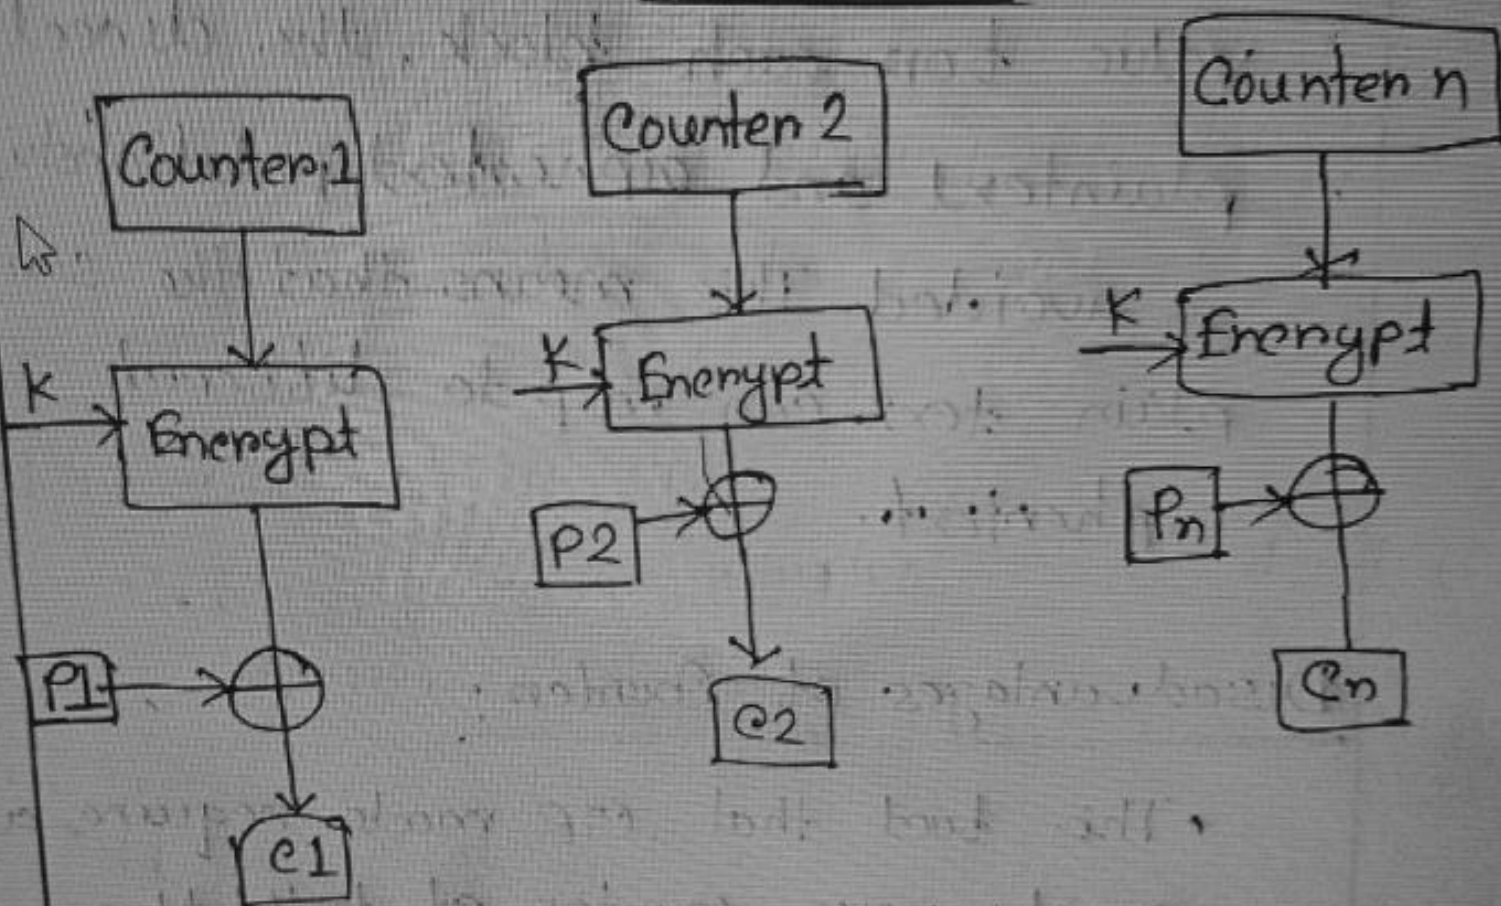 Counter 1
Counter 2
Counter n
K
Encrypt
K
Encrypt
K
Encrypt
P1
P2
Pn
C1
C2
Cn